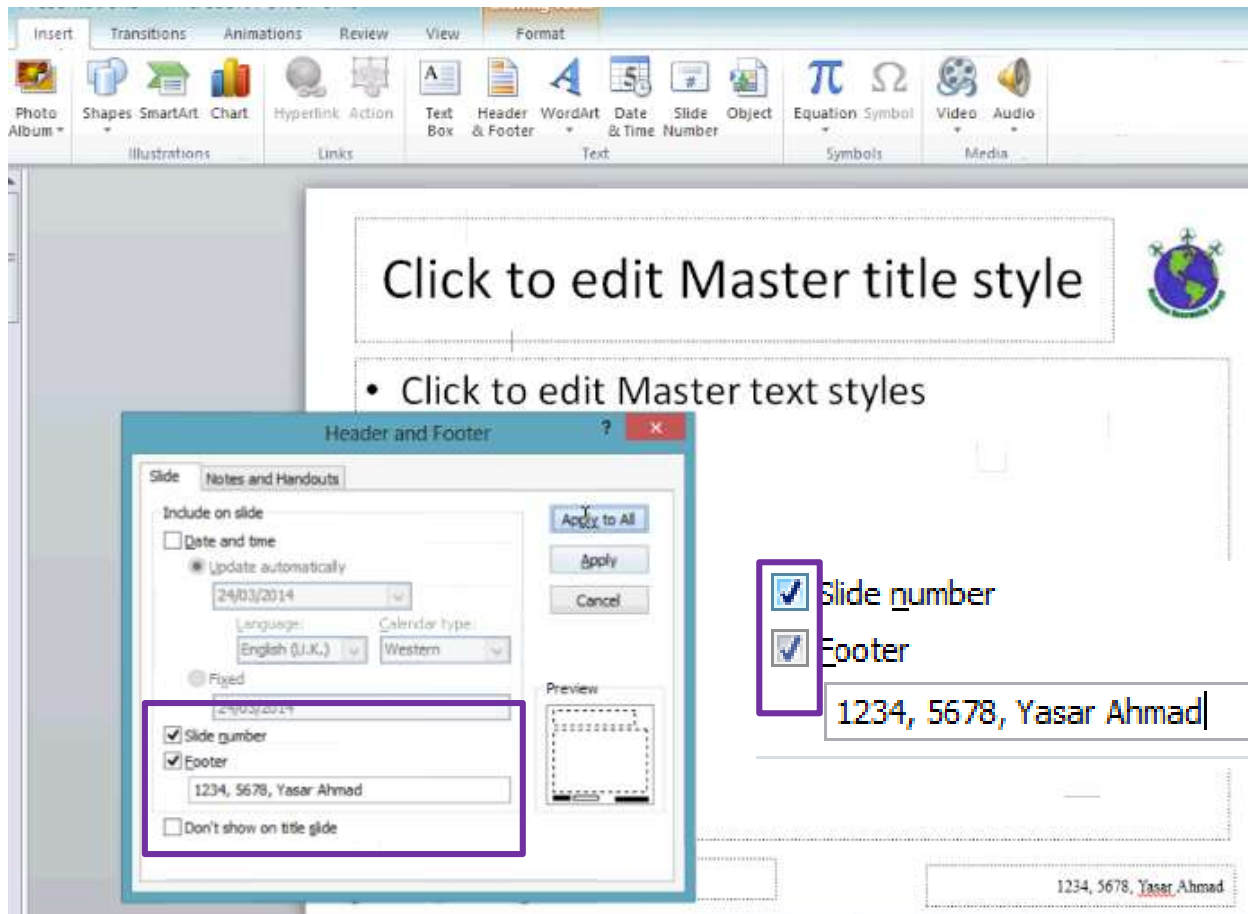 Insert Transitions Animations Review View Format
Photo Album Shapes SmartArt Chart Hyperlink Action Text Box Header & Footer WordArt Date & Time Slide Number Object Equation Symbol Video Audio
Illustrations Links Text Symbols Media
Click to edit Master title style
• Click to edit Master text styles
Header and Footer ?
Slide Notes and Handouts
Include on slide
Date and time
Update automatically
24/03/2014
Language: Calendar type:
English (U.K.) Western
Fixed
24/03/2014
Slide number
Footer
1234, 5678, Yasar Ahmad
Don't show on title slide
Apply to All
Apply
Cancel
Preview
Slide number
Footer
1234, 5678, Yasar Ahmad
1234, 5678, Yasar Ahmad